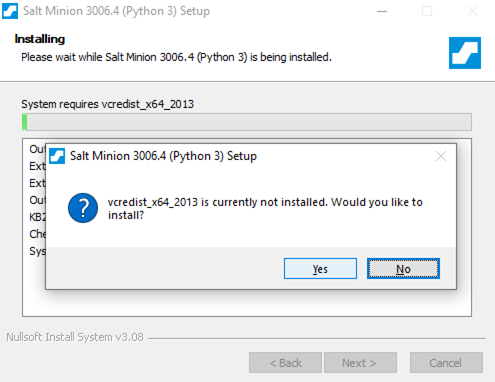 Salt Minion 3006.4 (Python 3) Setup
Installing
Please wait while Salt Minion 3006.4 (Python 3) is being installed.
System requires vcredist_x64_2013
Ou
Ext
Ext
Ou
KB2
Che
Sys
Salt Minion 3006.4 (Python 3) Setup
vcredist_x64_2013 is currently not installed. Would you like to
install?
Yes
No
Nullsoft Install System v3.08
< Back
Next >
Cancel